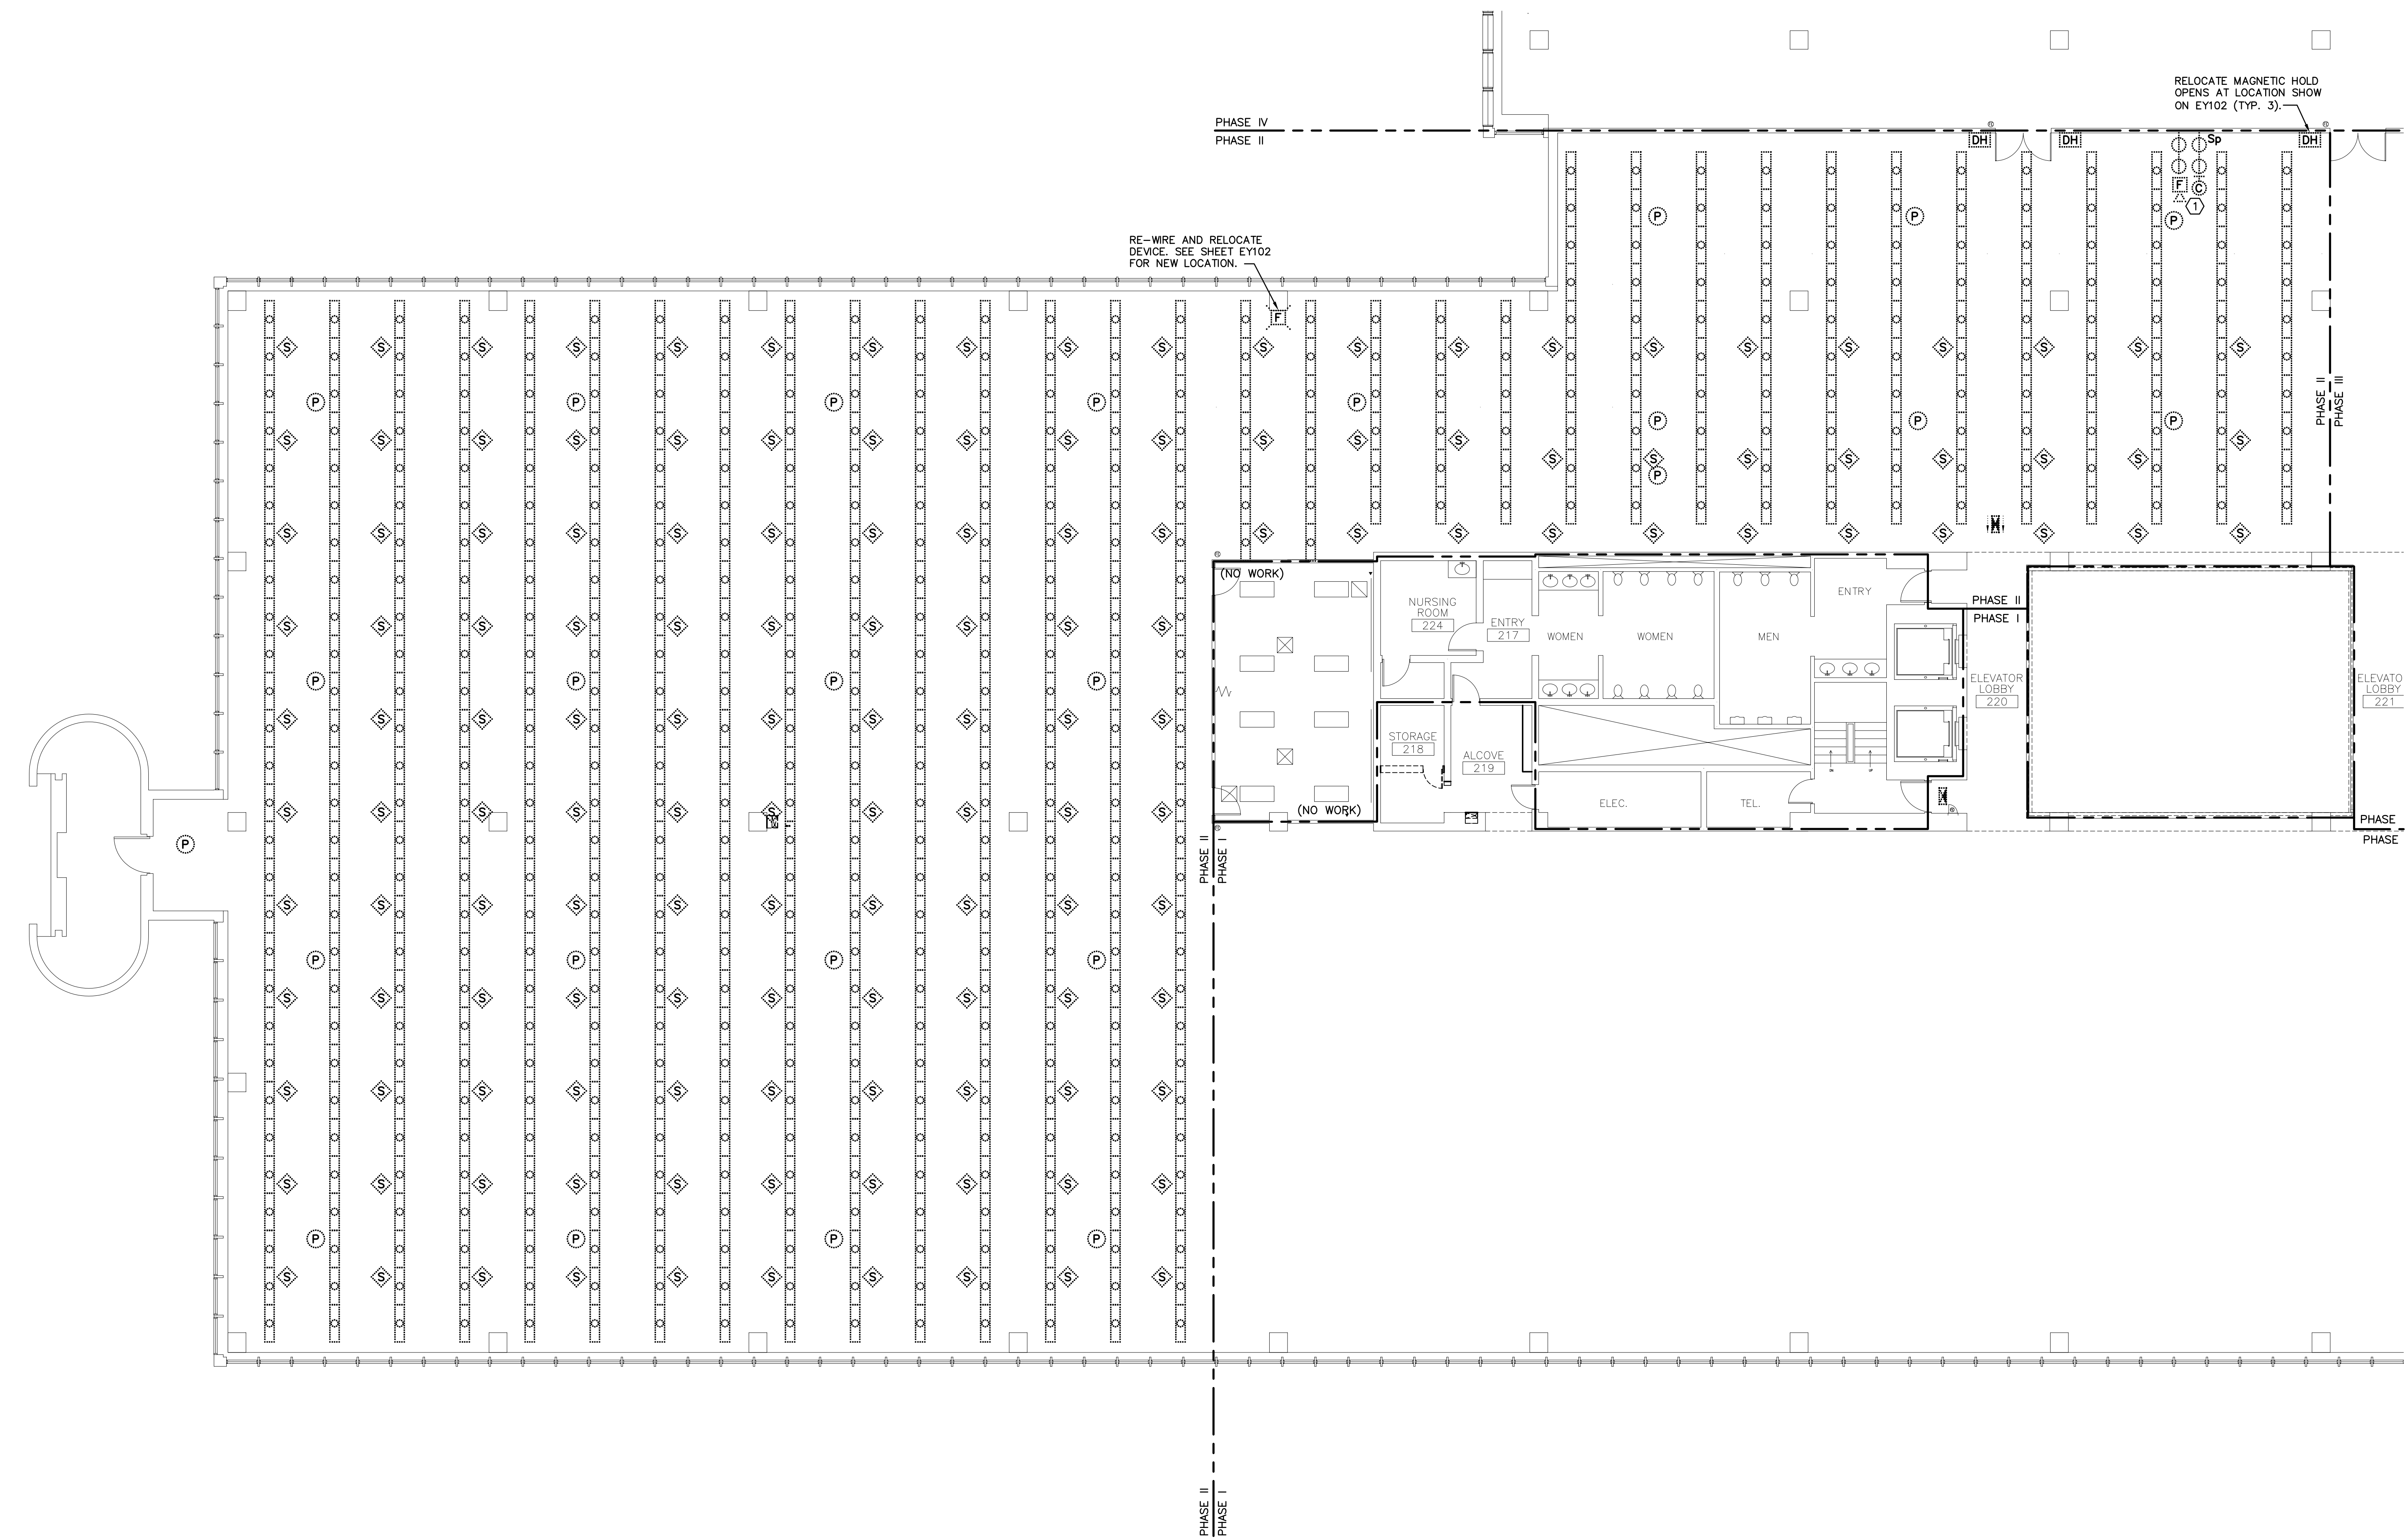 RELOCATE MAGNETIC HOLD
OPENS AT LOCATION SHOW
ON EY102 (TYP. 3).
PHASE IV
PHASE II
DH
DH
DH
Sp
F
C
1
P
P
P
RE-WIRE AND RELOCATE
DEVICE. SEE SHEET EY102
FOR NEW LOCATION.
F
S S S S S S S S S S S S S S S S S S S S S
P P P P P P P P
PHASE II
PHASE III
S S S S S S S S S S S S S S
S S S S S S S
P
S S S S S S S S S S S S S S S S S S S S S
(NO WORK)
NURSING
ROOM
224
ENTRY
217
WOMEN
WOMEN
MEN
ENTRY
PHASE II
PHASE I
S S S S S S S S S S
P P P P
ELEVATOR
LOBBY
220
ELEVATO
LOBBY
221
S S S S S S S S S S
STORAGE
218
ALCOVE
219
ELEC.
TEL.
(NO WORK)
S S S S S S S S S S
P
PHASE
PHASE
PHASE II
PHASE I
S S S S S S S S S S
P P P P
S S S S S S S S S S
S S S S S S S S S S
S S S S S S S S S S
P P P P
S S S S S S S S S S
PHASE II
PHASE I